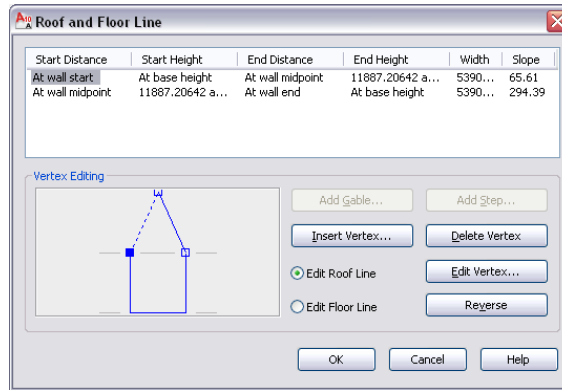 Roof and Floor Line
Start Distance Start Height End Distance End Height Width Slope
At wall start At base height At wall midpoint 11887.20642 a... 5390... 65.61
At wall midpoint 11887.20642 a... At wall end At base height 5390... 294.39
Vertex Editing
Add Gable... Add Step...
Insert Vertex... Delete Vertex
Edit Roof Line Edit Vertex...
Edit Floor Line Reverse
OK Cancel Help